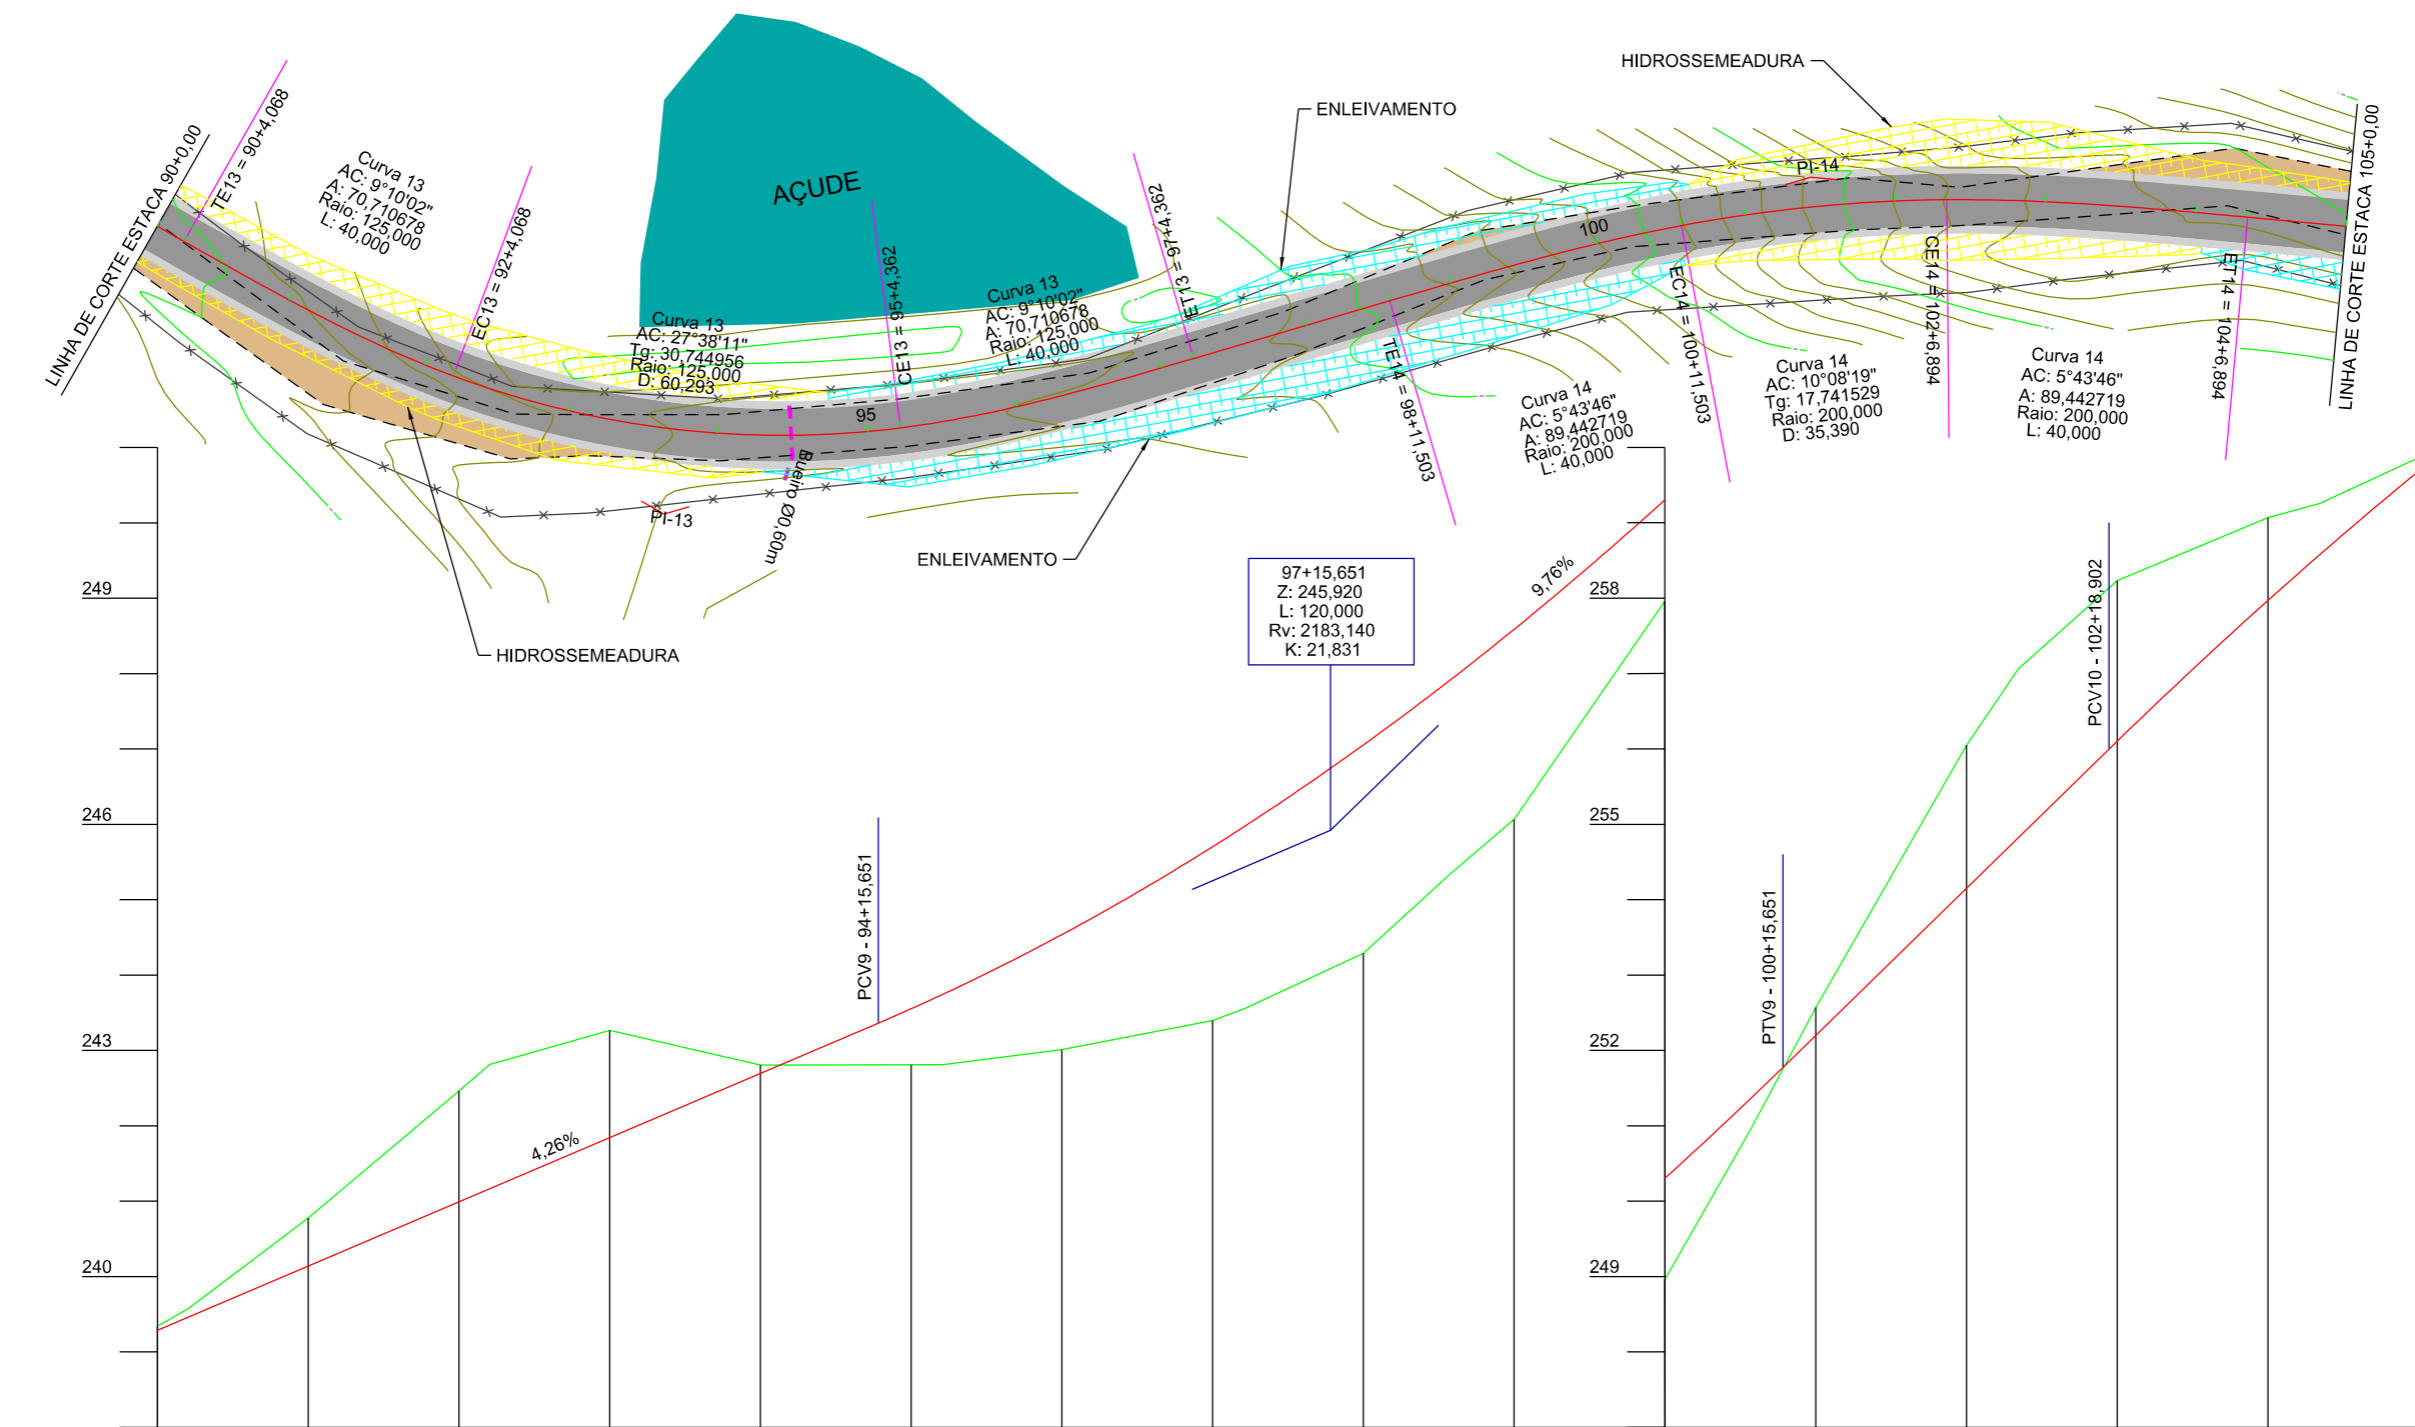 HIDROSSEMEADURA
ENLEIVAMENTO
LINHA DE CORTE ESTACA 90+0,00
TE13 = 90+4,068
Curva 13
AC: 9°10'02"
A: 70,710678
Raio: 125,000
L: 40,000
EC13 = 92+4,068
AÇUDE
Curva 13
AC: 27°38'11"
Tg: 30,744956
Raio: 125,000
D: 60,293
CE13 = 95+4,362
Curva 13
AC: 9°10'02"
A: 70,710678
Raio: 125,000
L: 40,000
ET13 = 97+4,362
95
100
PI-13
Bueiro Ø0,60m
TE14 = 98+11,503
Curva 14
AC: 5°43'46"
A: 89,442719
Raio: 200,000
L: 40,000
EC14 = 100+11,503
PI-14
Curva 14
AC: 10°08'19"
Tg: 17,741529
Raio: 200,000
D: 35,390
CE14 = 102+6,894
Curva 14
AC: 5°43'46"
A: 89,442719
Raio: 200,000
L: 40,000
ET14 = 104+6,894
LINHA DE CORTE ESTACA 105+0,00
ENLEIVAMENTO
HIDROSSEMEADURA
249
246
243
240
4,26%
PCV9 - 94+15,651
97+15,651
Z: 245,920
L: 120,000
Rv: 2183,140
K: 21,831
9,76%
258
255
252
249
PTV9 - 100+15,651
PCV10 - 102+18,902